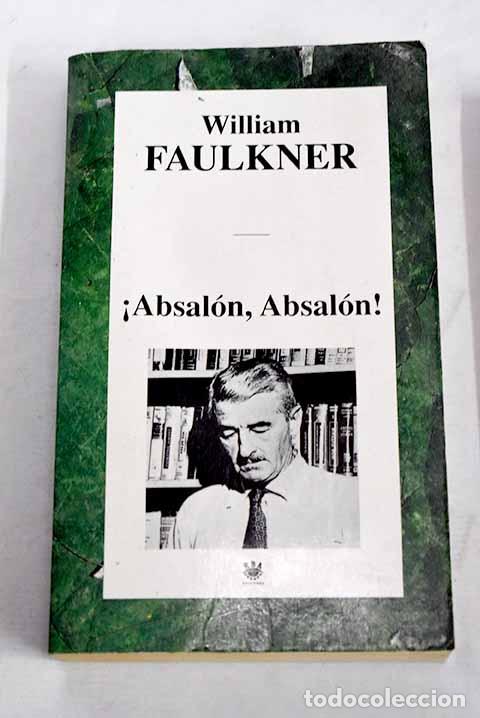 William
FAULKNER
¡Absalón, Absalón!
todocoleccion